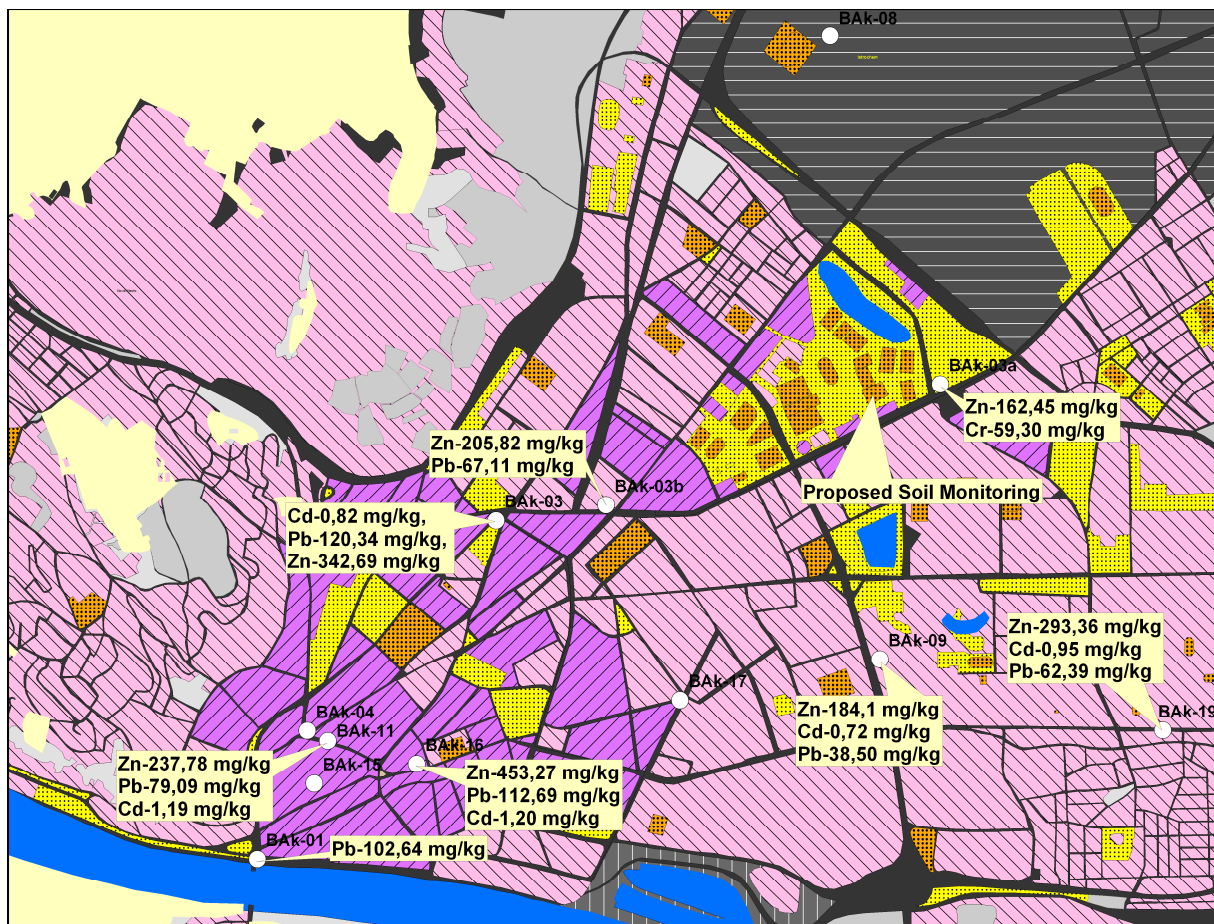 BAk-08
Istrochem
BAk-03a
Zn-162,45 mg/kg
Cr-59,30 mg/kg
Zn-205,82 mg/kg
Pb-67,11 mg/kg
BAk-03b
Proposed Soil Monitoring
BAk-03
Cd-0,82 mg/kg,
Pb-120,34 mg/kg,
Zn-342,69 mg/kg
BAk-09
Zn-293,36 mg/kg
Cd-0,95 mg/kg
Pb-62,39 mg/kg
BAk-17
Zn-184,1 mg/kg
Cd-0,72 mg/kg
Pb-38,50 mg/kg
BAk-19
BAk-04
BAk-11
BAk-16
Zn-237,78 mg/kg
Pb-79,09 mg/kg
Cd-1,19 mg/kg
BAk-15
Zn-453,27 mg/kg
Pb-112,69 mg/kg
Cd-1,20 mg/kg
BAk-01
Pb-102,64 mg/kg